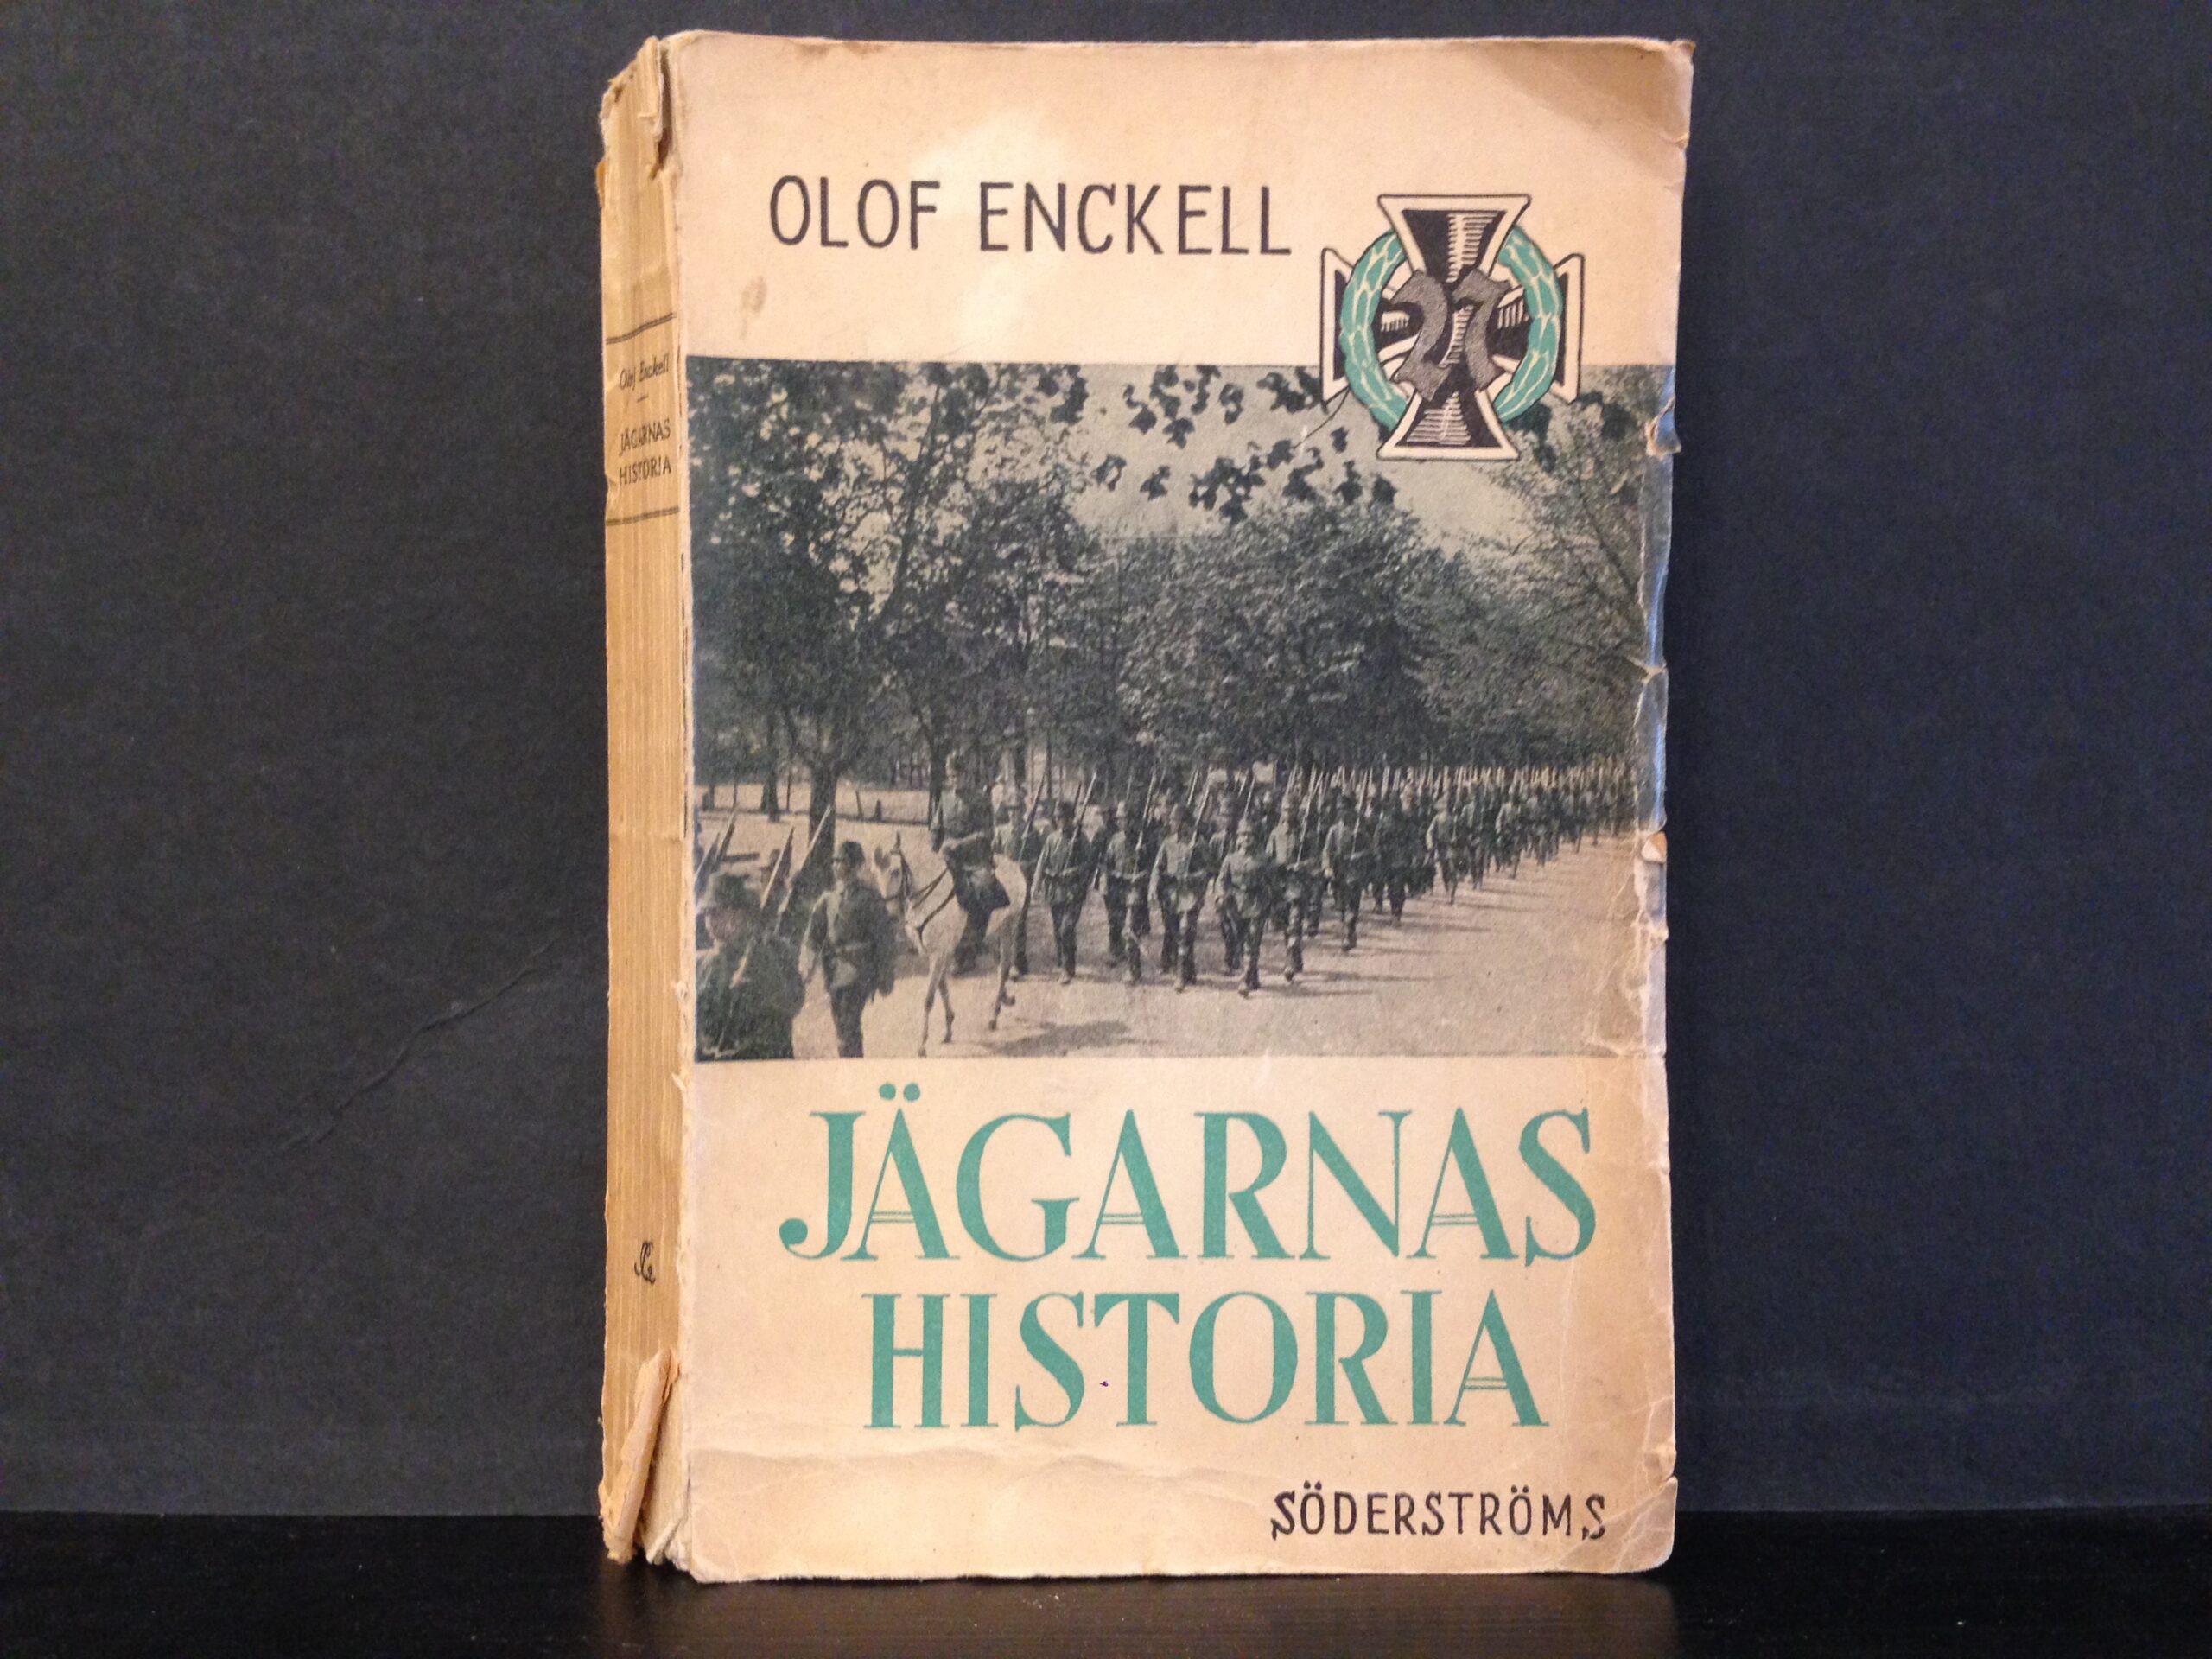 OLOF ENCKELL
27
JÄGARNAS
HISTORIA
SÖDERSTRÖMS
Olof Enckell
JÄGARNAS
HISTORIA